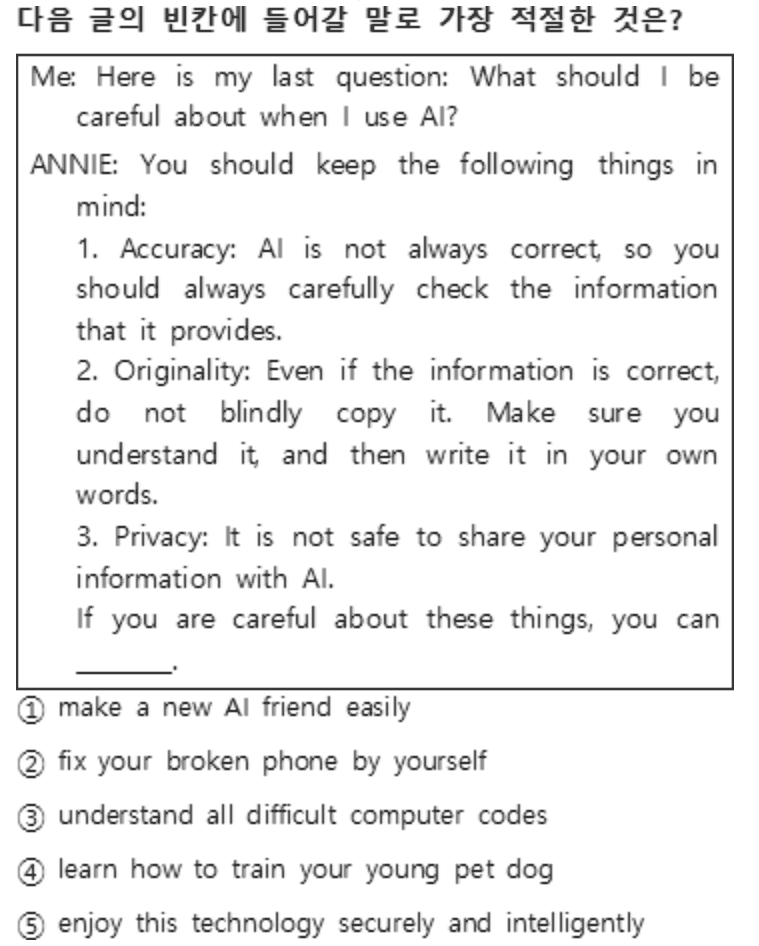 다음 글의 빈칸에 들어갈 말로 가장 적절한 것은?
Me: Here is my last question: What should I be
careful about when I use AI?
ANNIE: You should keep the following things in
mind:
1. Accuracy: AI is not always correct, so you
should always carefully check the information
that it provides.
2. Originality: Even if the information is correct,
do not blindly copy it. Make sure you
understand it, and then write it in your own
words.
3. Privacy: It is not safe to share your personal
information with AI.
If you are careful about these things, you can
_______.
① make a new AI friend easily
② fix your broken phone by yourself
③ understand all difficult computer codes
④ learn how to train your young pet dog
⑤ enjoy this technology securely and intelligently